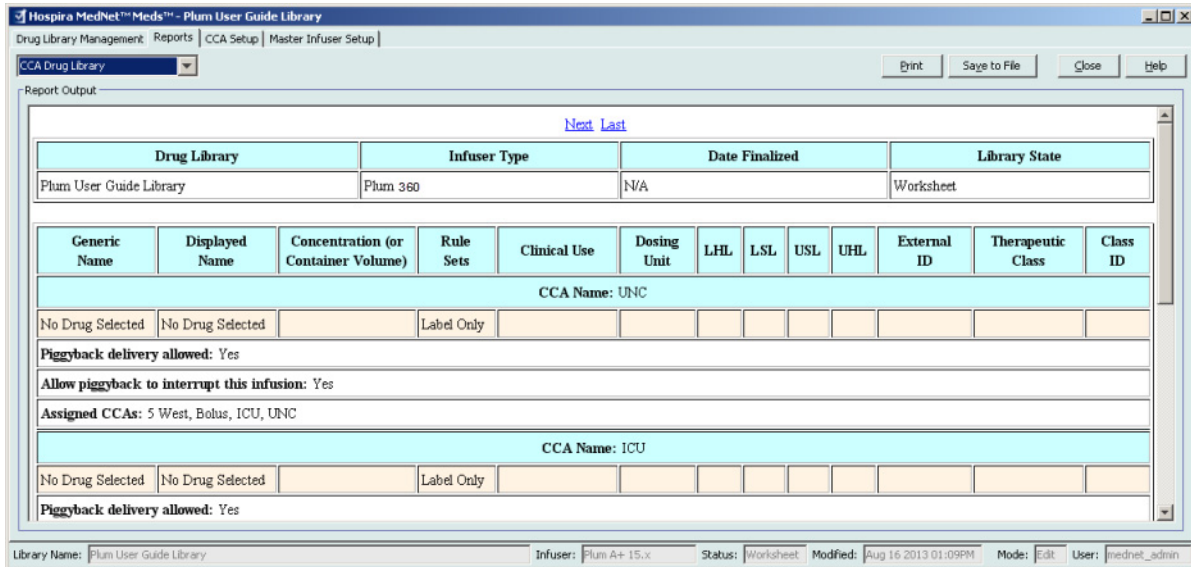 Hospira MedNet™ Meds™ - Plum User Guide Library
Drug Library Management Reports CCA Setup Master Infuser Setup
CCA Drug Library Print Save to File Close Help
Report Output
Next Last
Drug Library Infuser Type Date Finalized Library State
Plum User Guide Library Plum 360 N/A Worksheet
Generic Name Displayed Name Concentration (or Container Volume) Rule Sets Clinical Use Dosing Unit LHL LSL USL UHL External ID Therapeutic Class Class ID
CCA Name: UNC
No Drug Selected No Drug Selected Label Only
Piggyback delivery allowed: Yes
Allow piggyback to interrupt this infusion: Yes
Assigned CCAs: 5 West, Bolus, ICU, UNC
CCA Name: ICU
No Drug Selected No Drug Selected Label Only
Piggyback delivery allowed: Yes
Library Name: Plum User Guide Library Infuser: Plum A+ 15.x Status: Worksheet Modified: Aug 16 2013 01:09PM Mode: Edit User: mednet_admin